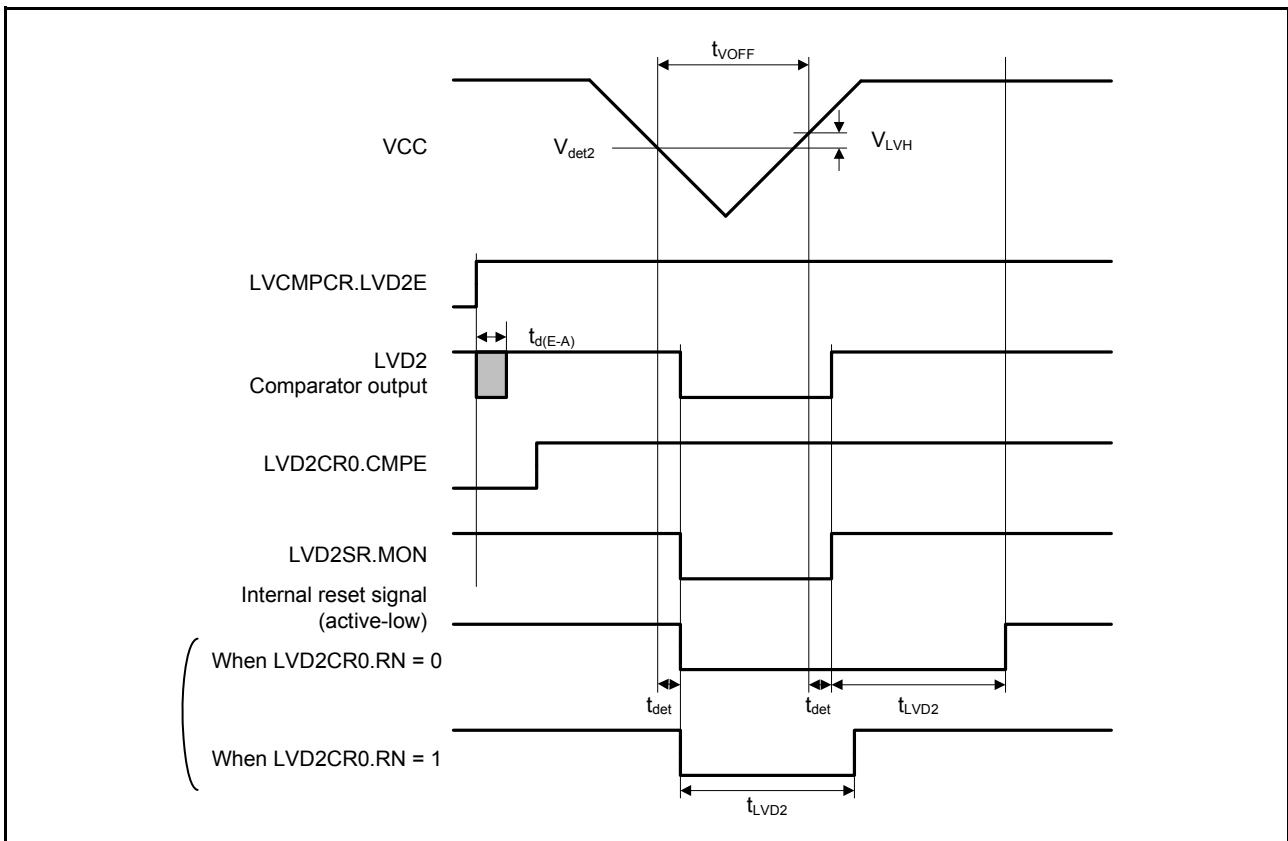 tVOFF
VCC
Vdet2
VLVH
LVCMPCR.LVD2E
td(E-A)
LVD2
Comparator output
LVD2CR0.CMPE
LVD2SR.MON
Internal reset signal
(active-low)
When LVD2CR0.RN = 0
tdet
tdet
tLVD2
When LVD2CR0.RN = 1
tLVD2